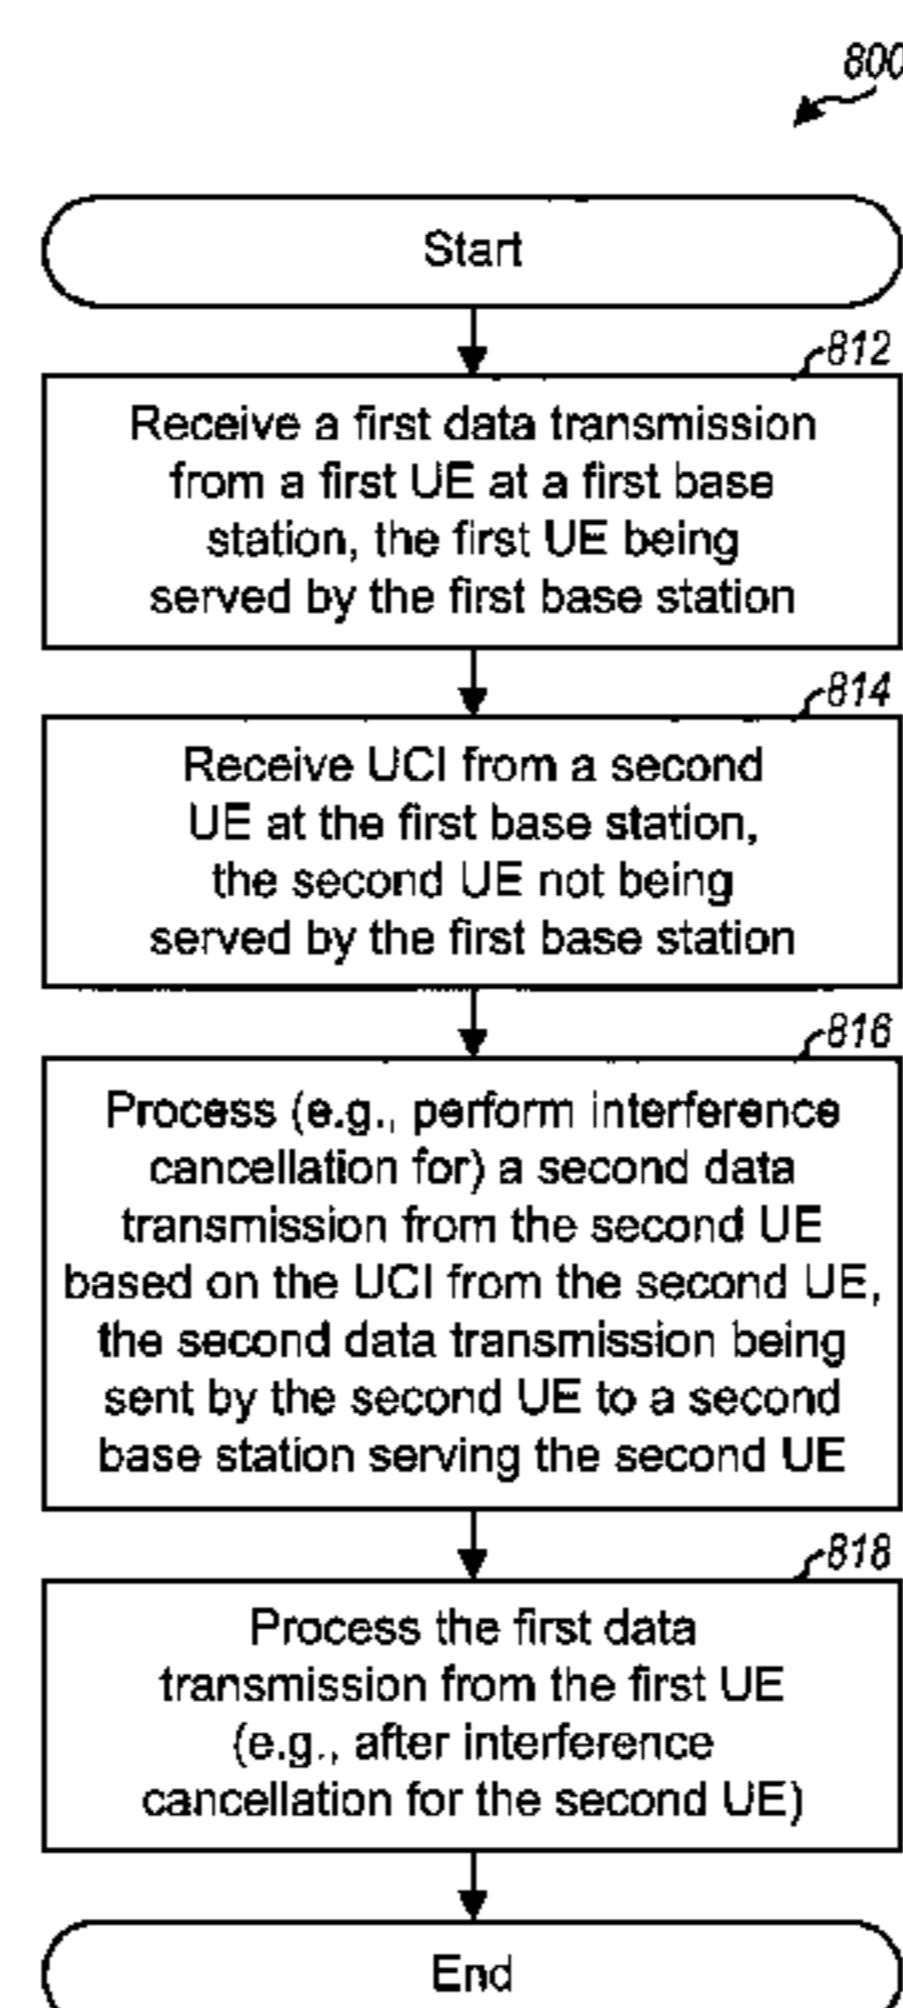 800
Start
812
Receive a first data transmission
from a first UE at a first base
station, the first UE being
served by the first base station
814
Receive UCI from a second
UE at the first base station,
the second UE not being
served by the first base station
816
Process (e.g., perform interference
cancellation for) a second data
transmission from the second UE
based on the UCI from the second UE,
the second data transmission being
sent by the second UE to a second
base station serving the second UE
818
Process the first data
transmission from the first UE
(e.g., after interference
cancellation for the second UE)
End